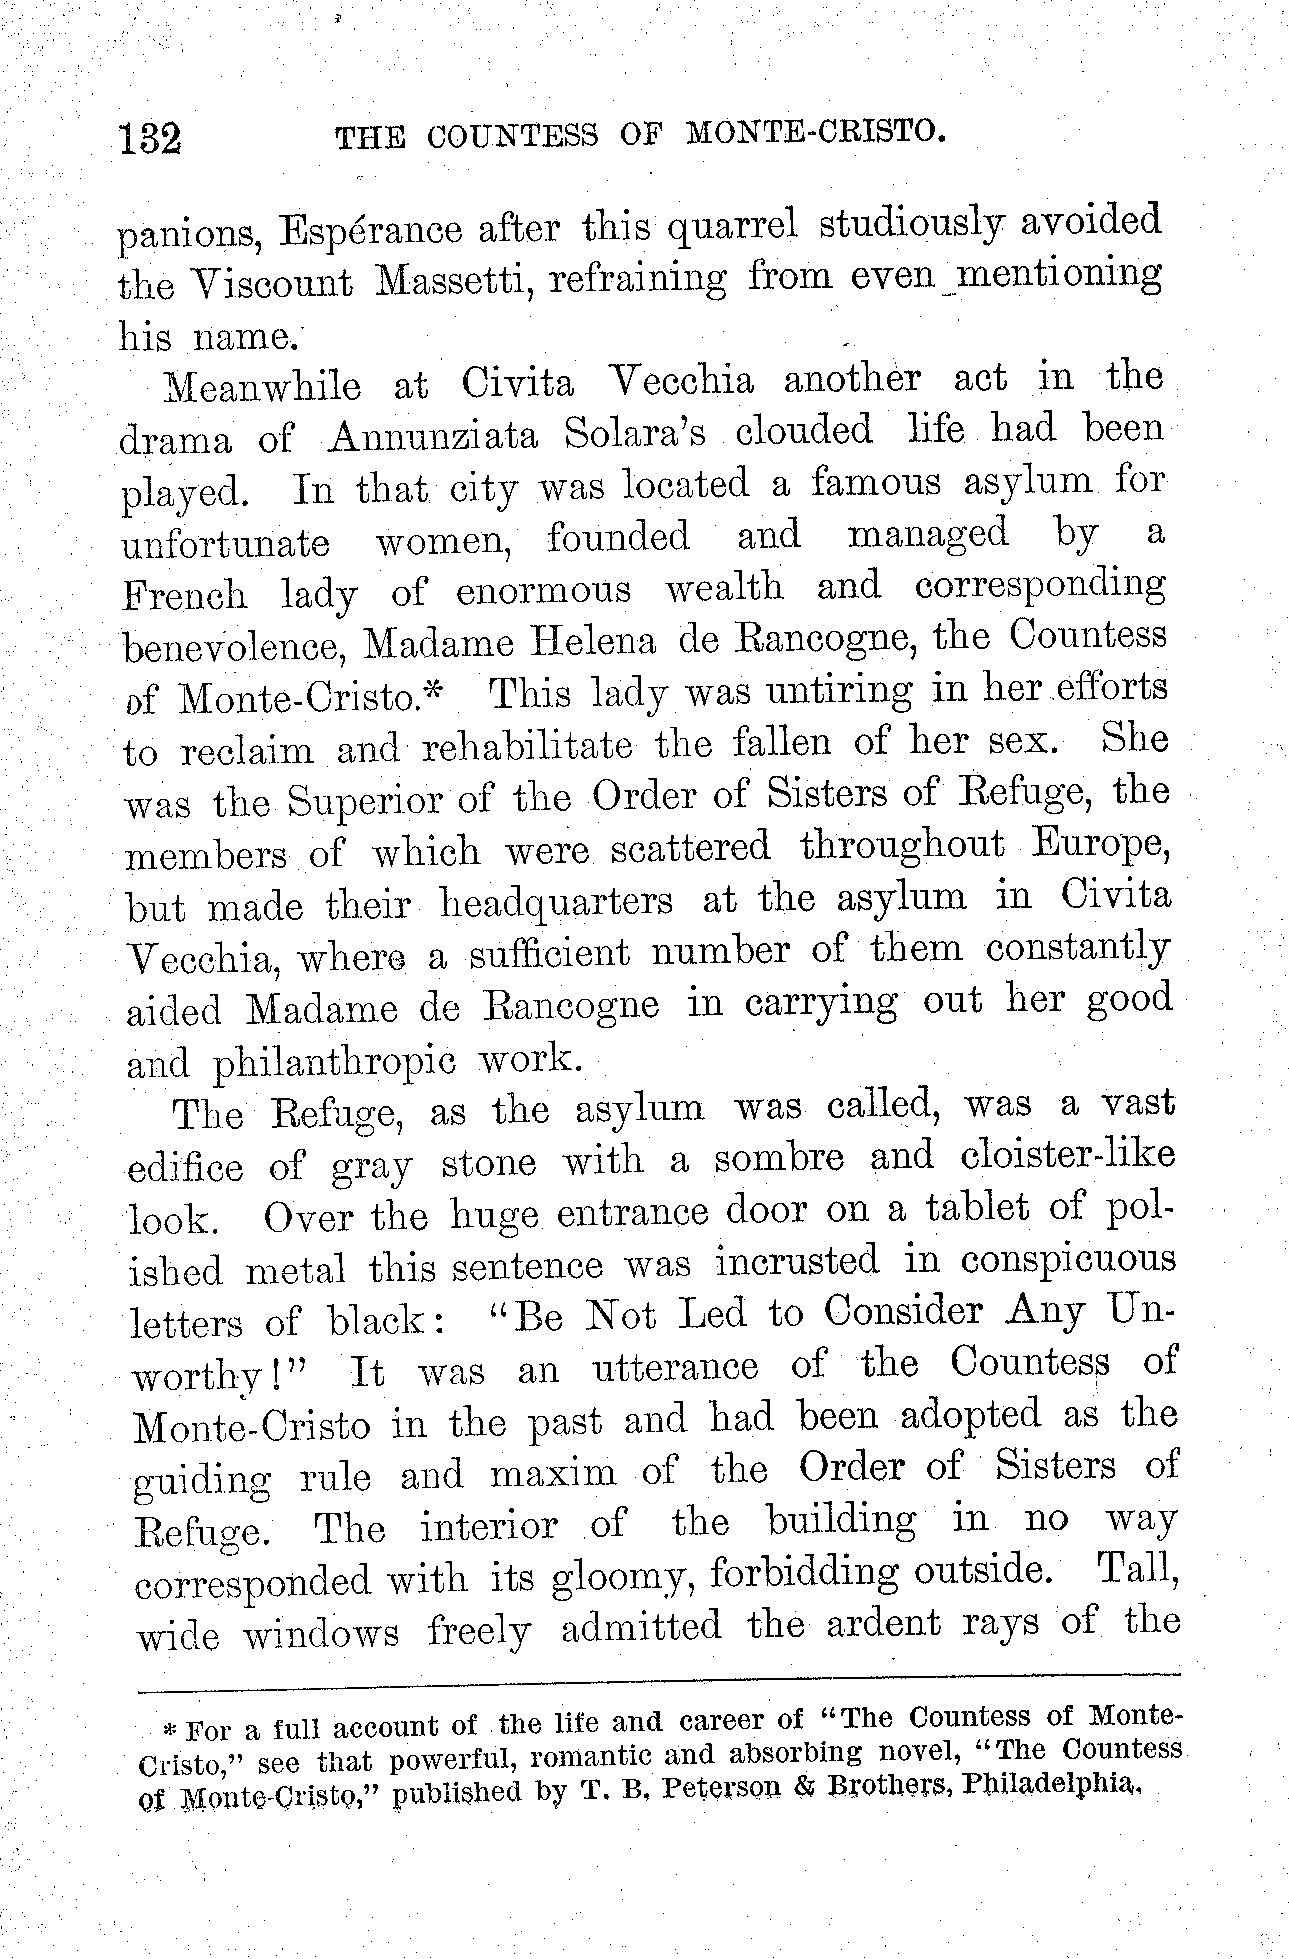 132 THE COUNTESS OF MONTE-CRISTO.
panions, Espérance after this quarrel studiously avoided
the Viscount Massetti, refraining from even mentioning
his name.
Meanwhile at Civita Vecchia another act in the
drama of Annunziata Solara's clouded life had been
played. In that city was located a famous asylum for
unfortunate women, founded and managed by a
French lady of enormous wealth and corresponding
benevolence, Madame Helena de Rancogne, the Countess
of Monte-Cristo.* This lady was untiring in her efforts
to reclaim and rehabilitate the fallen of her sex. She
was the Superior of the Order of Sisters of Refuge, the
members of which were scattered throughout Europe,
but made their headquarters at the asylum in Civita
Vecchia, where a sufficient number of them constantly
aided Madame de Rancogne in carrying out her good
and philanthropic work.
The Refuge, as the asylum was called, was a vast
edifice of gray stone with a sombre and cloister-like
look. Over the huge entrance door on a tablet of pol-
ished metal this sentence was incrusted in conspicuous
letters of black: "Be Not Led to Consider Any Un-
worthy!" It was an utterance of the Countess of
Monte-Cristo in the past and had been adopted as the
guiding rule and maxim of the Order of Sisters of
Refuge. The interior of the building in no way
corresponded with its gloomy, forbidding outside. Tall,
wide windows freely admitted the ardent rays of the
* For a full account of the life and career of "The Countess of Monte-
Cristo," see that powerful, romantic and absorbing novel, "The Countess
of Monte-Cristo," published by T. B. Peterson & Brothers, Philadelphia.